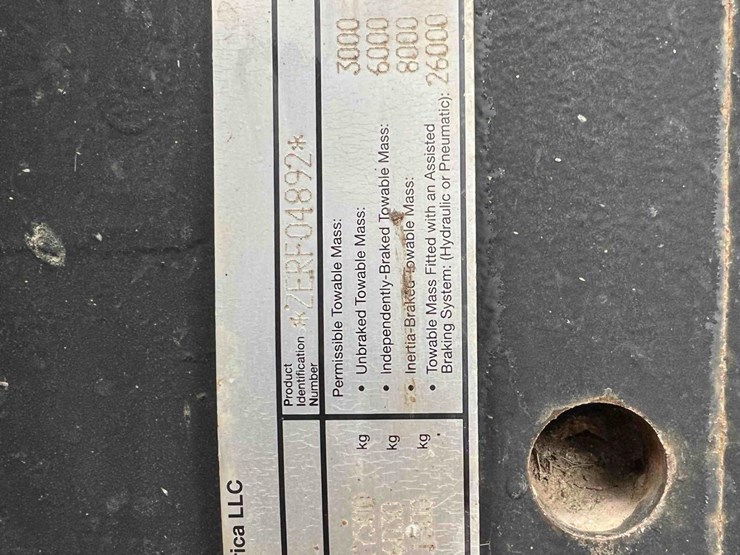 ica LLC
Product
Identification
Number
*ZERF04892*
Permissible Towable Mass:
• Unbraked Towable Mass: 3000
• Independently-Braked Towable Mass: 6000
• Inertia-Braked Towable Mass: 8000
• Towable Mass Fitted with an Assisted
Braking System: (Hydraulic or Pneumatic): 26000
kg
kg
kg